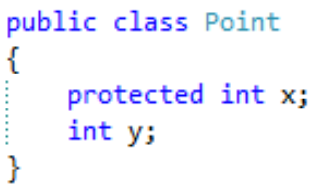 public class Point
{
    protected int x;
    int y;
}